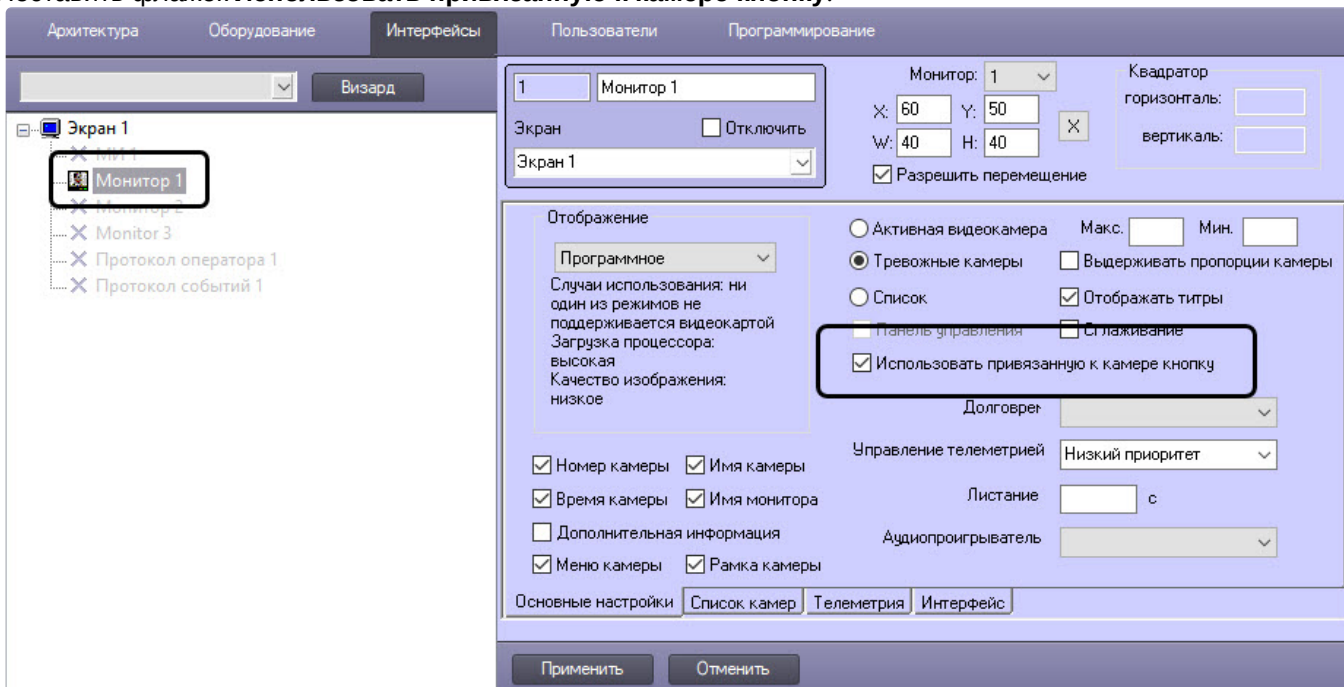 Архитектура Оборудование Интерфейсы Пользователи Программирование
Визард
Экран 1
МИ 1
Монитор 1
Монитор 2
Monitor 3
Протокол оператора 1
Протокол событий 1
1 Монитор 1
Экран Отключить
Экран 1
Монитор: 1
X: 60 Y: 50
W: 40 H: 40
X
Разрешить перемещение
Квадратор
горизонталь:
вертикаль:
Отображение
Программное
Случаи использования: ни
один из режимов не
поддерживается видеокартой
Загрузка процессора:
высокая
Качество изображения:
низкое
Номер камеры Имя камеры
Время камеры Имя монитора
Дополнительная информация
Меню камеры Рамка камеры
Активная видеокамера Макс. Мин.
Тревожные камеры Выдерживать пропорции камеры
Список Отображать титры
Панель управления Сглаживание
Использовать привязанную к камере кнопку
Долговрем
Управление телеметрией Низкий приоритет
Листание с
Аудиопроигрыватель
Основные настройки Список камер Телеметрия Интерфейс
Применить Отменить